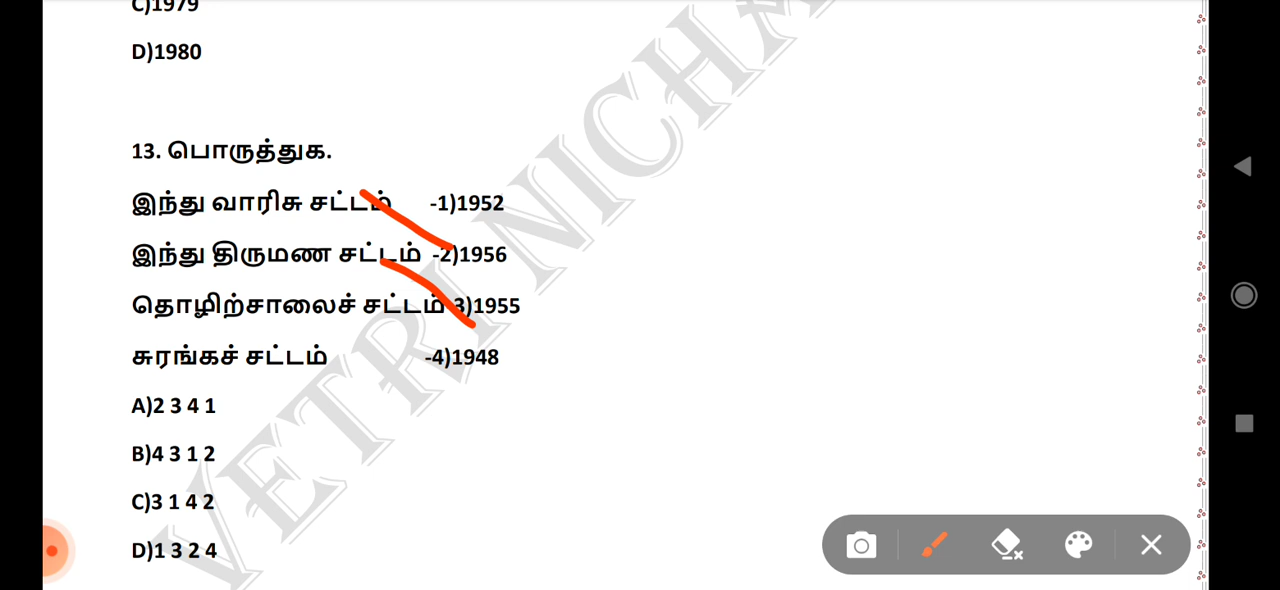 C)1979
D)1980
13. பொருத்துக.
இந்து வாரிசு சட்டம் -1)1952
இந்து திருமண சட்டம் -2)1956
தொழிற்சாலைச் சட்டம் 3)1955
சுரங்கச் சட்டம் -4)1948
A)2 3 4 1
B)4 3 1 2
C)3 1 4 2
D)1 3 2 4
VETRI NICH